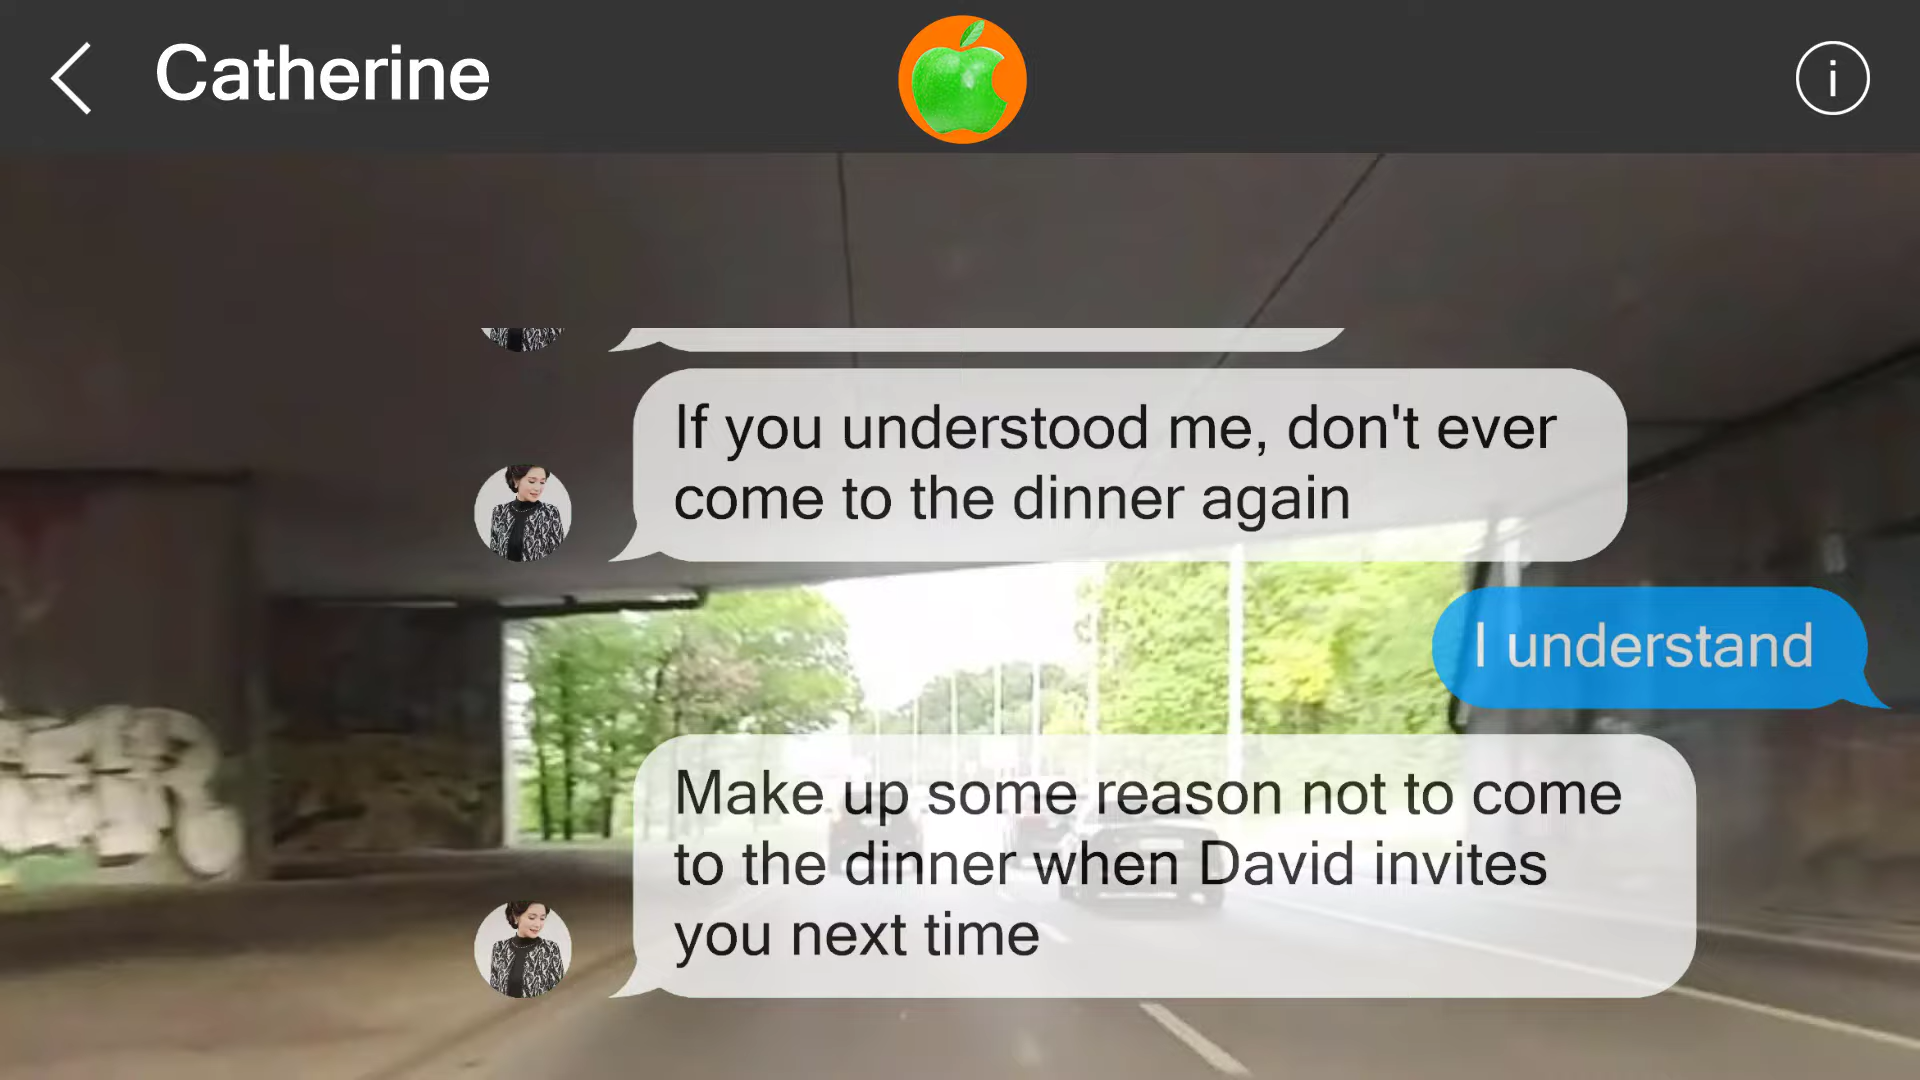 Catherine
i
If you understood me, don't ever
come to the dinner again
I understand
Make up some reason not to come
to the dinner when David invites
you next time